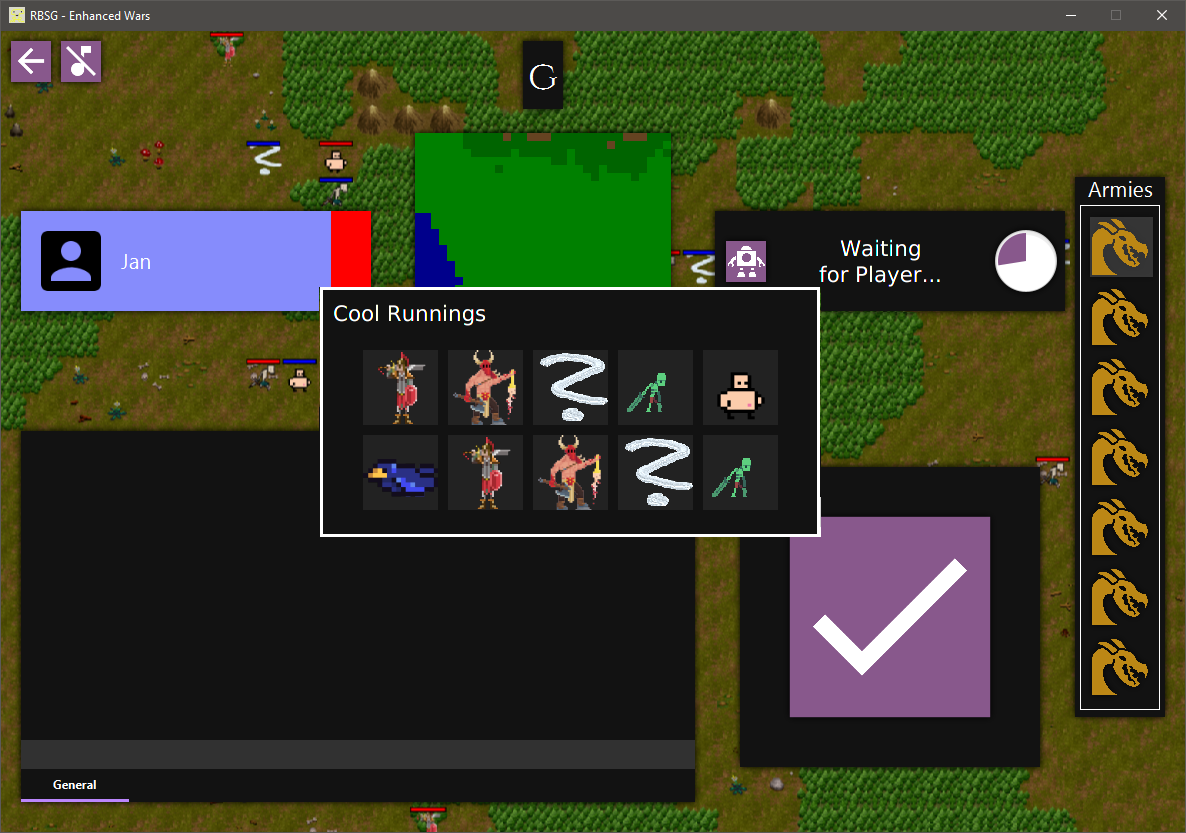 RBSG - Enhanced Wars
G
Armies
Jan
Waiting
for Player...
Cool Runnings
General